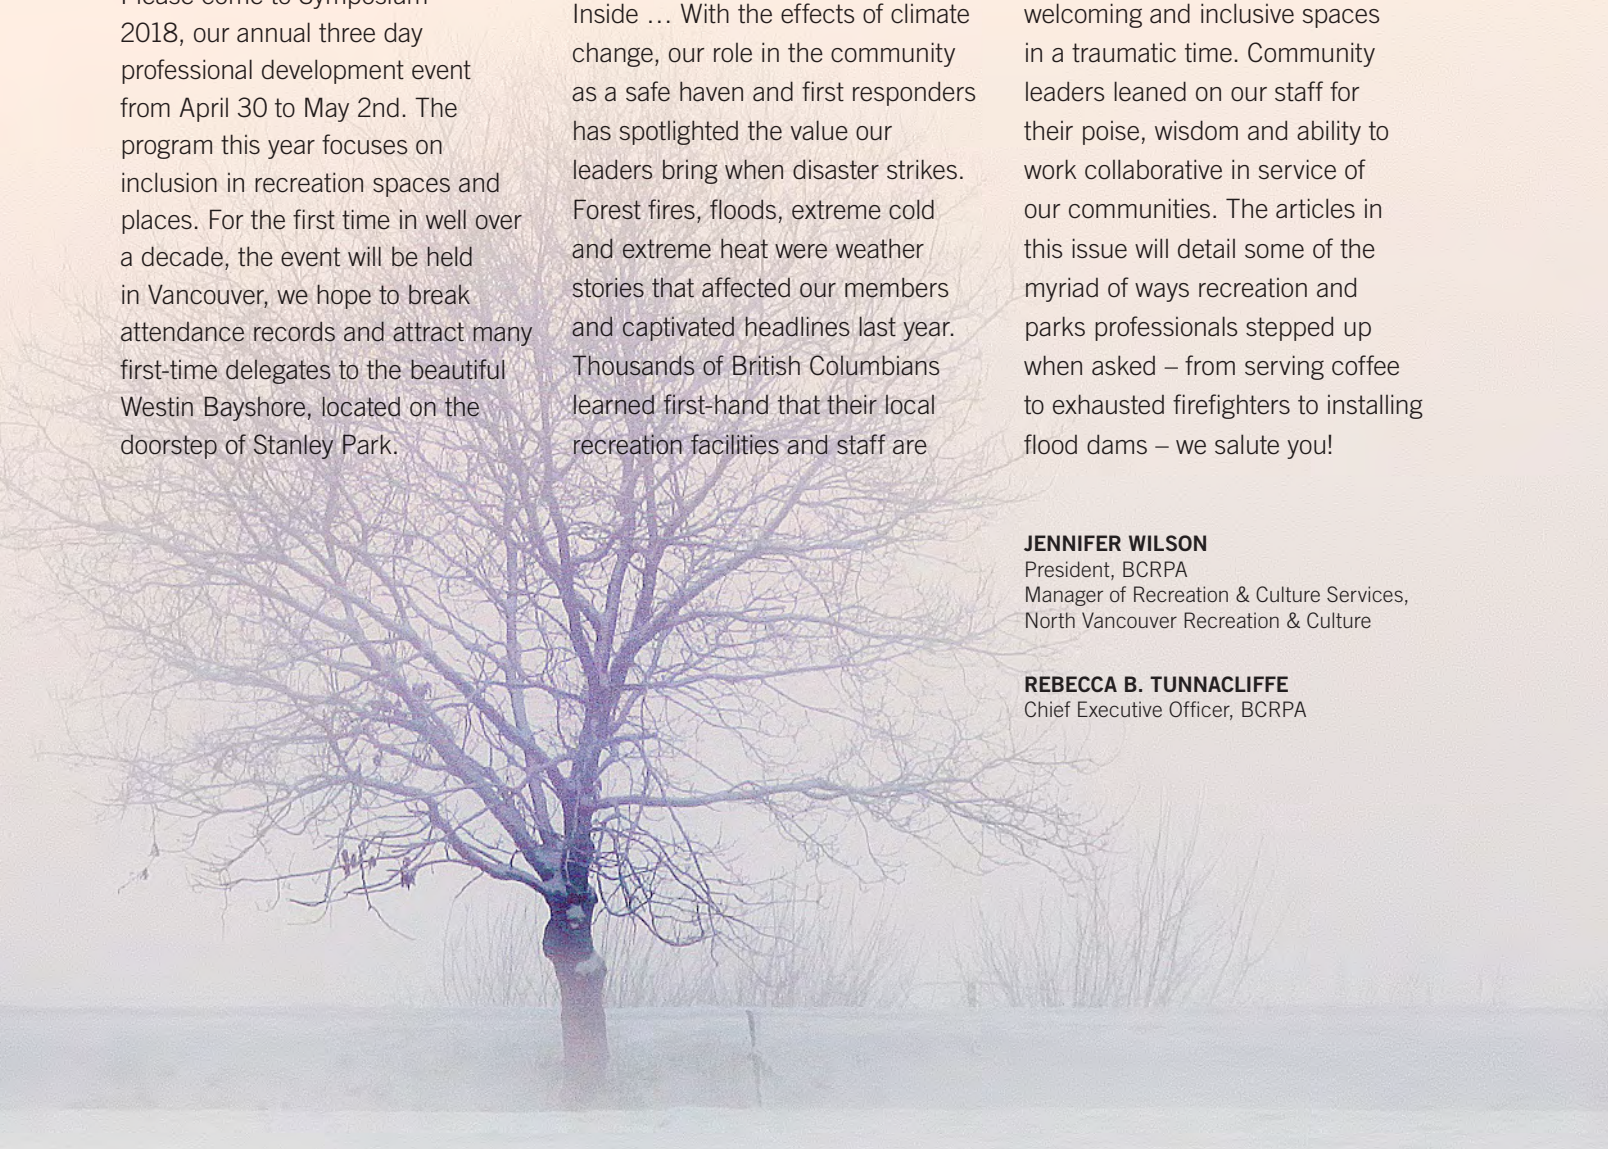 Please come to Symposium
2018, our annual three day
professional development event
from April 30 to May 2nd. The
program this year focuses on
inclusion in recreation spaces and
places. For the first time in well over
a decade, the event will be held
in Vancouver, we hope to break
attendance records and attract many
first-time delegates to the beautiful
Westin Bayshore, located on the
doorstep of Stanley Park.
Inside … With the effects of climate
change, our role in the community
as a safe haven and first responders
has spotlighted the value our
leaders bring when disaster strikes.
Forest fires, floods, extreme cold
and extreme heat were weather
stories that affected our members
and captivated headlines last year.
Thousands of British Columbians
learned first-hand that their local
recreation facilities and staff are
welcoming and inclusive spaces
in a traumatic time. Community
leaders leaned on our staff for
their poise, wisdom and ability to
work collaborative in service of
our communities. The articles in
this issue will detail some of the
myriad of ways recreation and
parks professionals stepped up
when asked – from serving coffee
to exhausted firefighters to installing
flood dams – we salute you!
JENNIFER WILSON
President, BCRPA
Manager of Recreation & Culture Services,
North Vancouver Recreation & Culture
REBECCA B. TUNNACLIFFE
Chief Executive Officer, BCRPA